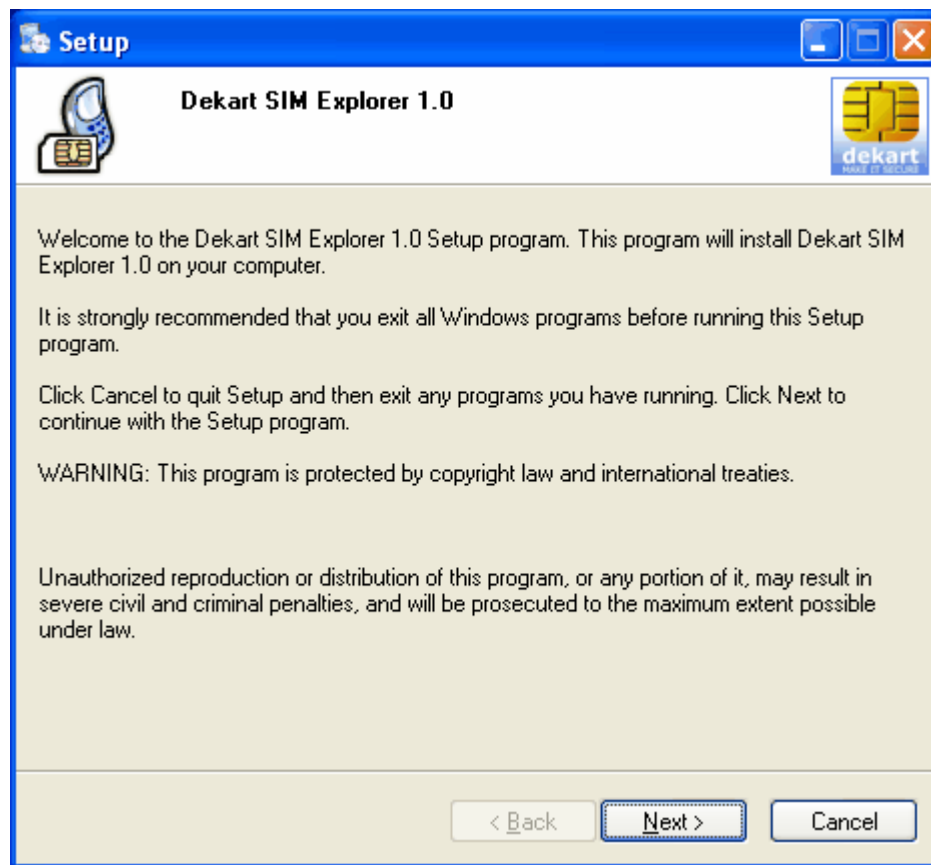 Setup
Dekart SIM Explorer 1.0
dekart
MAKE IT SECURE
Welcome to the Dekart SIM Explorer 1.0 Setup program. This program will install Dekart SIM
Explorer 1.0 on your computer.
It is strongly recommended that you exit all Windows programs before running this Setup
program.
Click Cancel to quit Setup and then exit any programs you have running. Click Next to
continue with the Setup program.
WARNING: This program is protected by copyright law and international treaties.
Unauthorized reproduction or distribution of this program, or any portion of it, may result in
severe civil and criminal penalties, and will be prosecuted to the maximum extent possible
under law.
< Back Next > Cancel